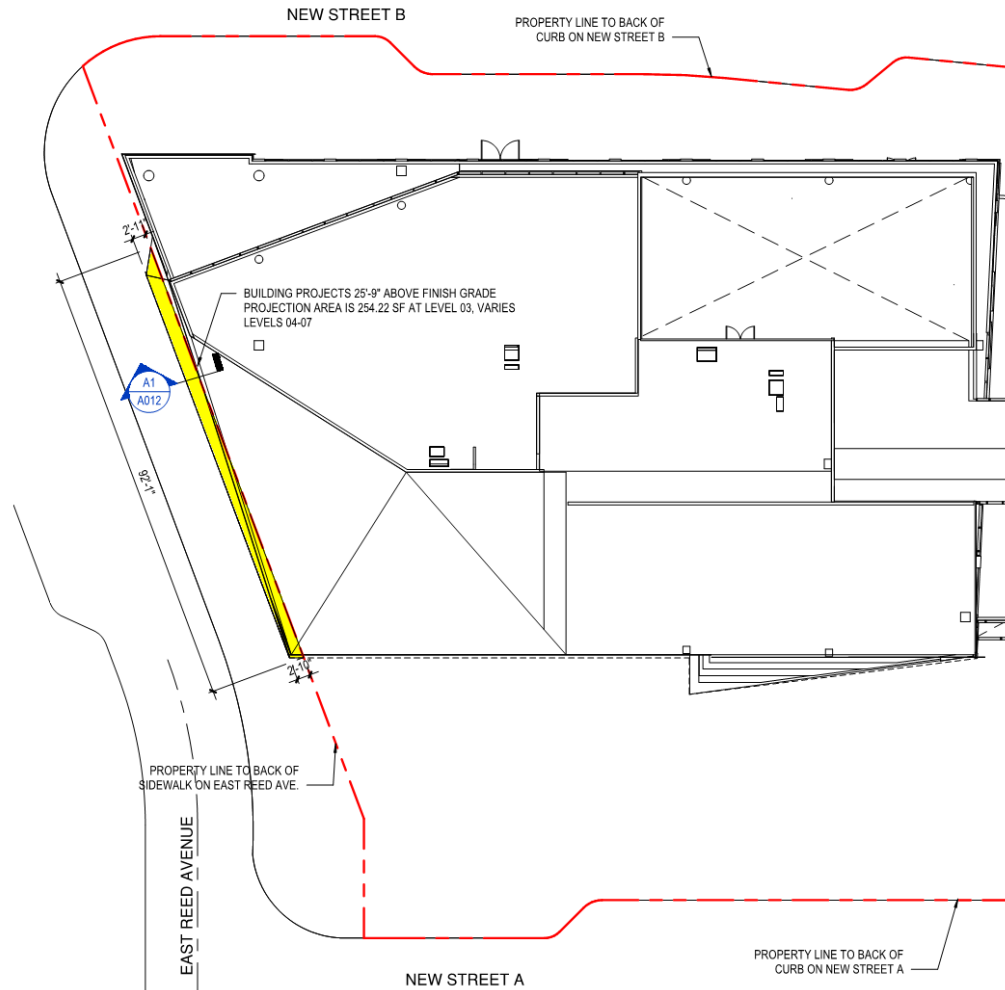 NEW STREET B
PROPERTY LINE TO BACK OF
CURB ON NEW STREET B
2'-11"
BUILDING PROJECTS 25'-9" ABOVE FINISH GRADE
PROJECTION AREA IS 254.22 SF AT LEVEL 03, VARIES
LEVELS 04-07
A1
A012
92'-1"
2'-10"
PROPERTY LINE TO BACK OF
SIDEWALK ON EAST REED AVE.
EAST REED AVENUE
PROPERTY LINE TO BACK OF
CURB ON NEW STREET A
NEW STREET A